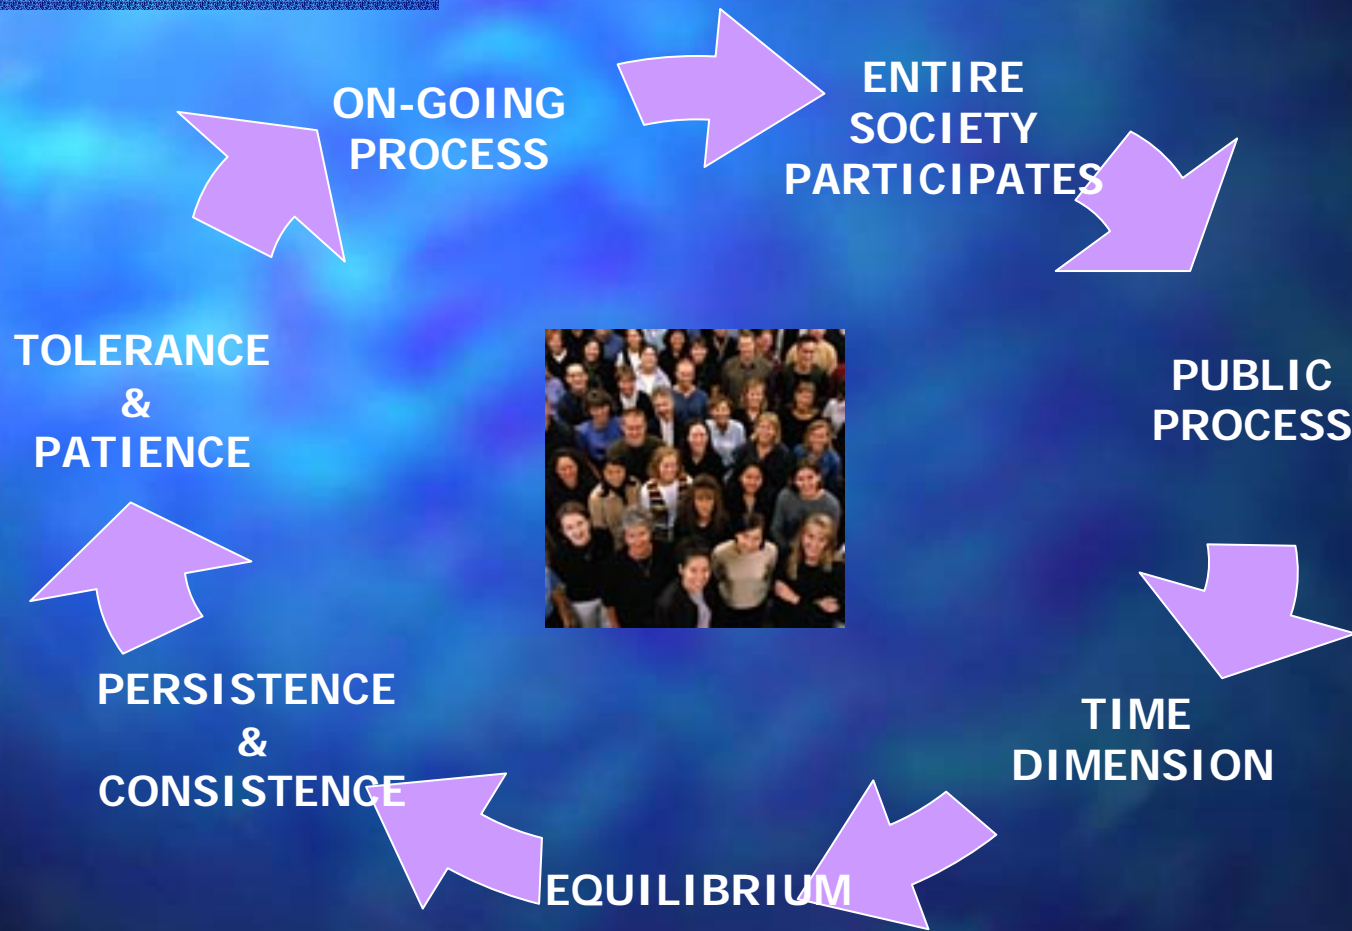 ON-GOING
PROCESS
ENTIRE
SOCIETY
PARTICIPATES
PUBLIC
PROCESS
TIME
DIMENSION
EQUILIBRIUM
PERSISTENCE
&
CONSISTENCE
TOLERANCE
&
PATIENCE